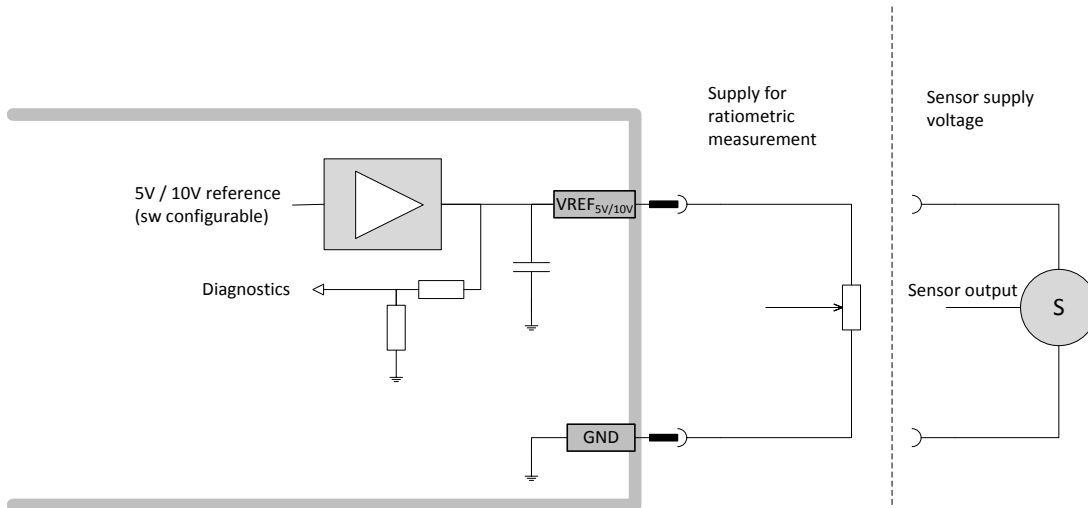 Supply for
ratiometric
measurement
Sensor supply
voltage
5V / 10V reference
(sw configurable)
VREF5V/10V
Diagnostics
Sensor output
S
GND